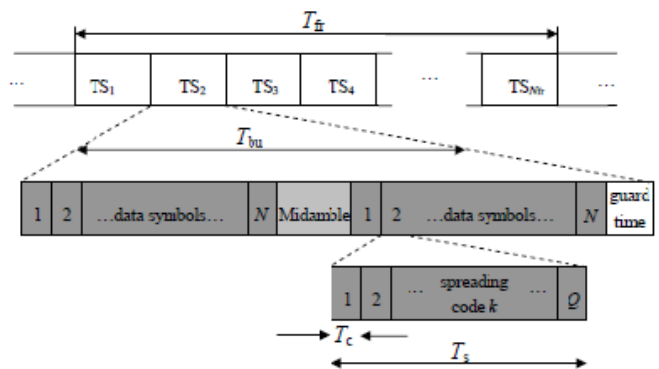 T_fr
... TS_1 TS_2 TS_3 TS_4 ... TS_Nfr ...
T_bu
1 2 ...data symbols... N Midamble 1 2 ...data symbols... N guard time
1 2 ... spreading code k ... Q
T_c
T_s